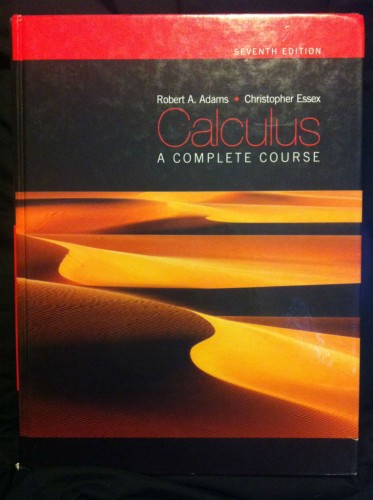 SEVENTH EDITION
Robert A. Adams • Christopher Essex
Calculus
A COMPLETE COURSE